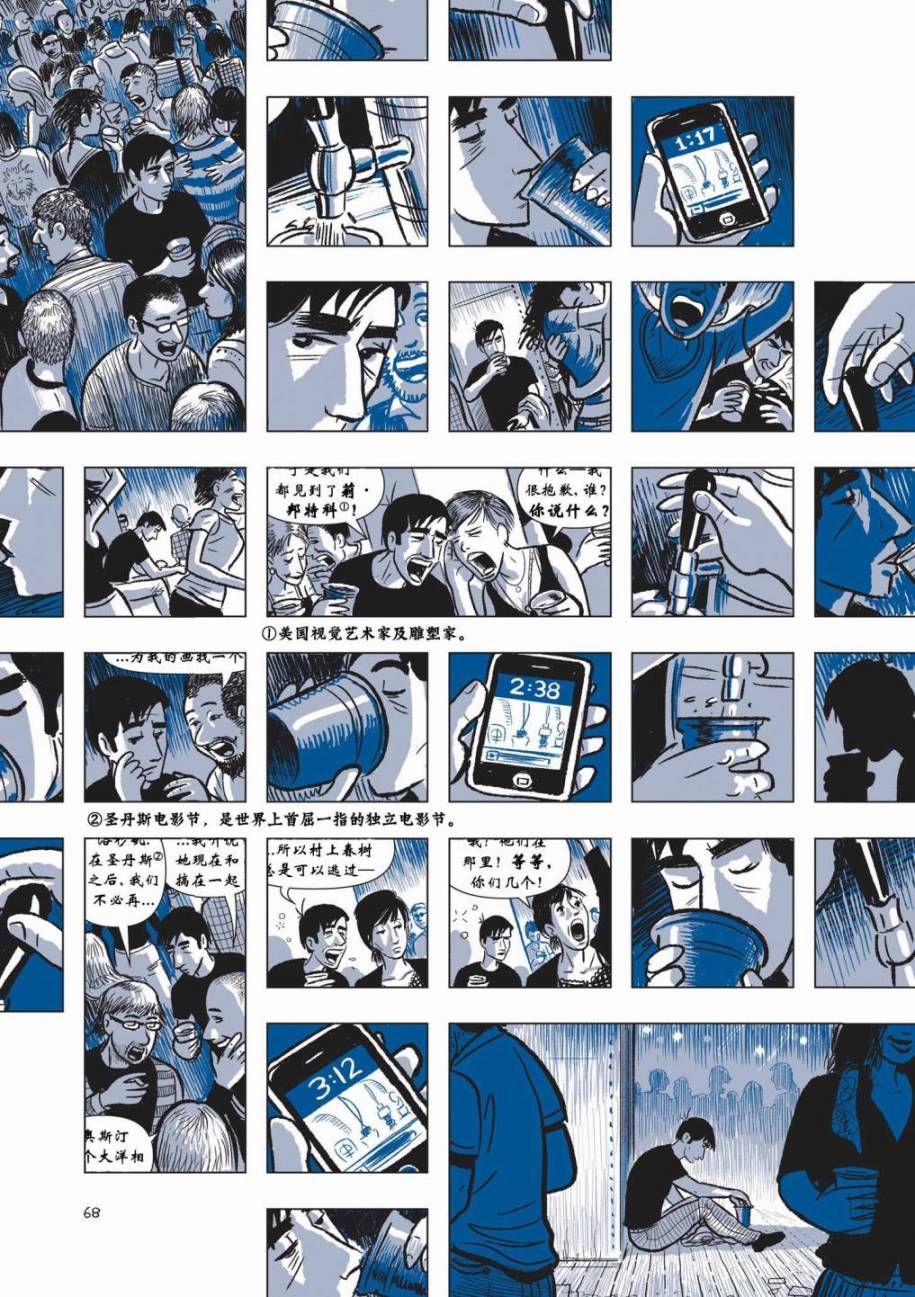 1:17
都见到了莉·
邦特科①!
什么—我
很抱歉,谁?
你说什么?
①美国视觉艺术家及雕塑家。
...为我的画找一个
2:38
②圣丹斯电影节,是世界上首屈一指的独立电影节。
在圣丹斯②
之后,我们
不必再...
她现在和
搞在一起
...所以村上春树
总是可以逃过—
那里!等等,
你们几个!
奥斯汀
个大洋相
3:12
68